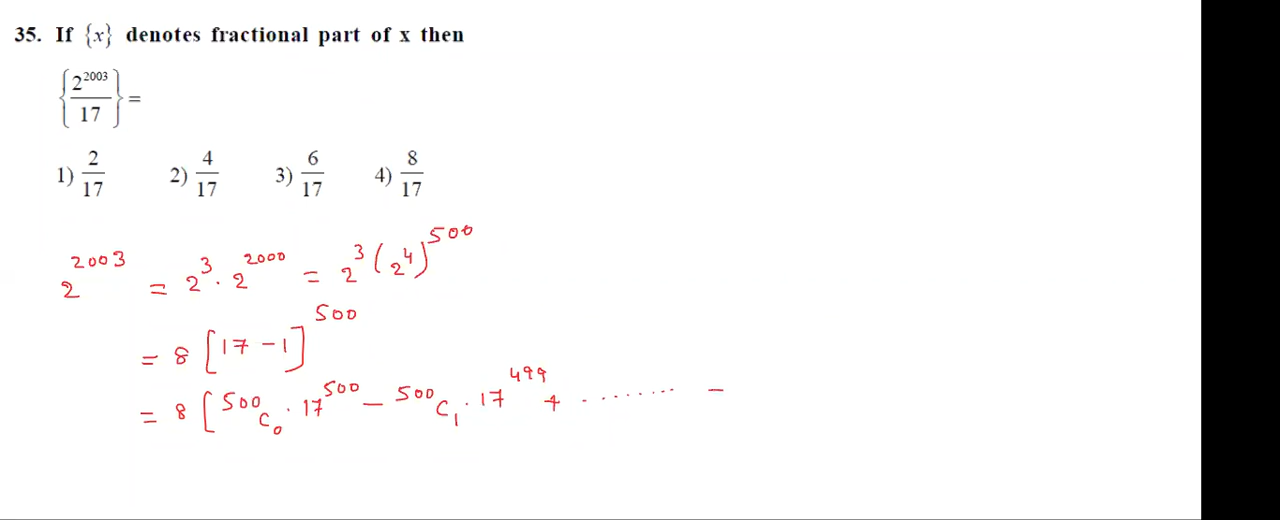 35. If {x} denotes fractional part of x then
{2^2003/17} =
1) 2/17 2) 4/17 3) 6/17 4) 8/17
2^2003 = 2^3 . 2^2000 = 2^3 (2^4)^500
= 8 [17 - 1]^500
= 8 [ 500C0 . 17^500 - 500C1 . 17^499 + ........ -